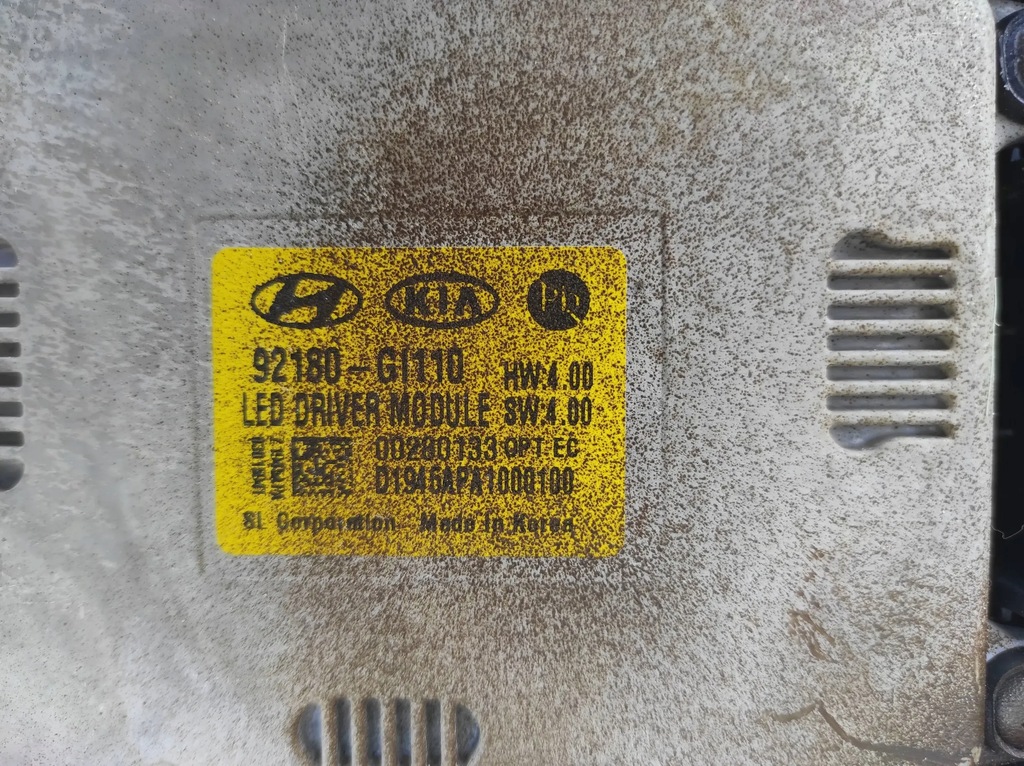 KIA
92180-GI110 HW:4.00
LED DRIVER MODULE SW:4.00
00280133 OPT EC
SL Corporation - Made in Korea